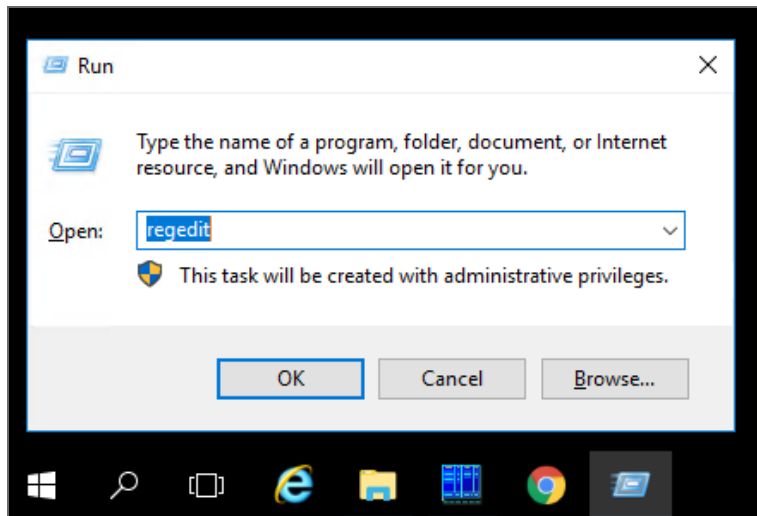 Run
Type the name of a program, folder, document, or Internet
resource, and Windows will open it for you.
Open: regedit
This task will be created with administrative privileges.
OK Cancel Browse...